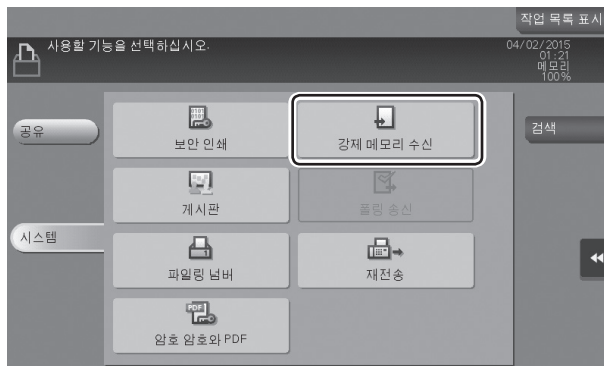 작업 목록 표시
사용할 기능을 선택하십시오.
04/02/2015
01:21
메모리
100%
공유
보안 인쇄
강제 메모리 수신
검색
게시판
폴링 송신
시스템
파일링 넘버
재전송
PDF
암호 암호와 PDF